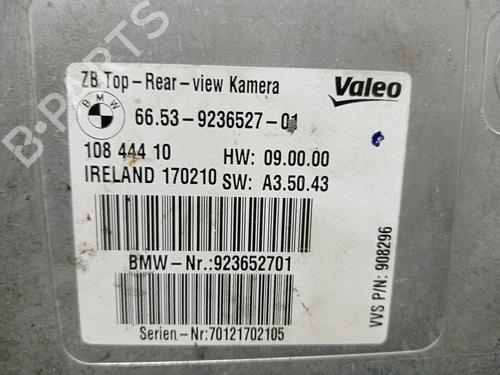 ZB Top-Rear-view Kamera
Valeo
BMW
66.53-9236527-01
108 444 10 HW: 09.00.00
IRELAND 170210 SW: A3.50.43
BMW-Nr.:923652701
Serien-Nr:70121702105
VVS P/N: 908296
B-PARTS